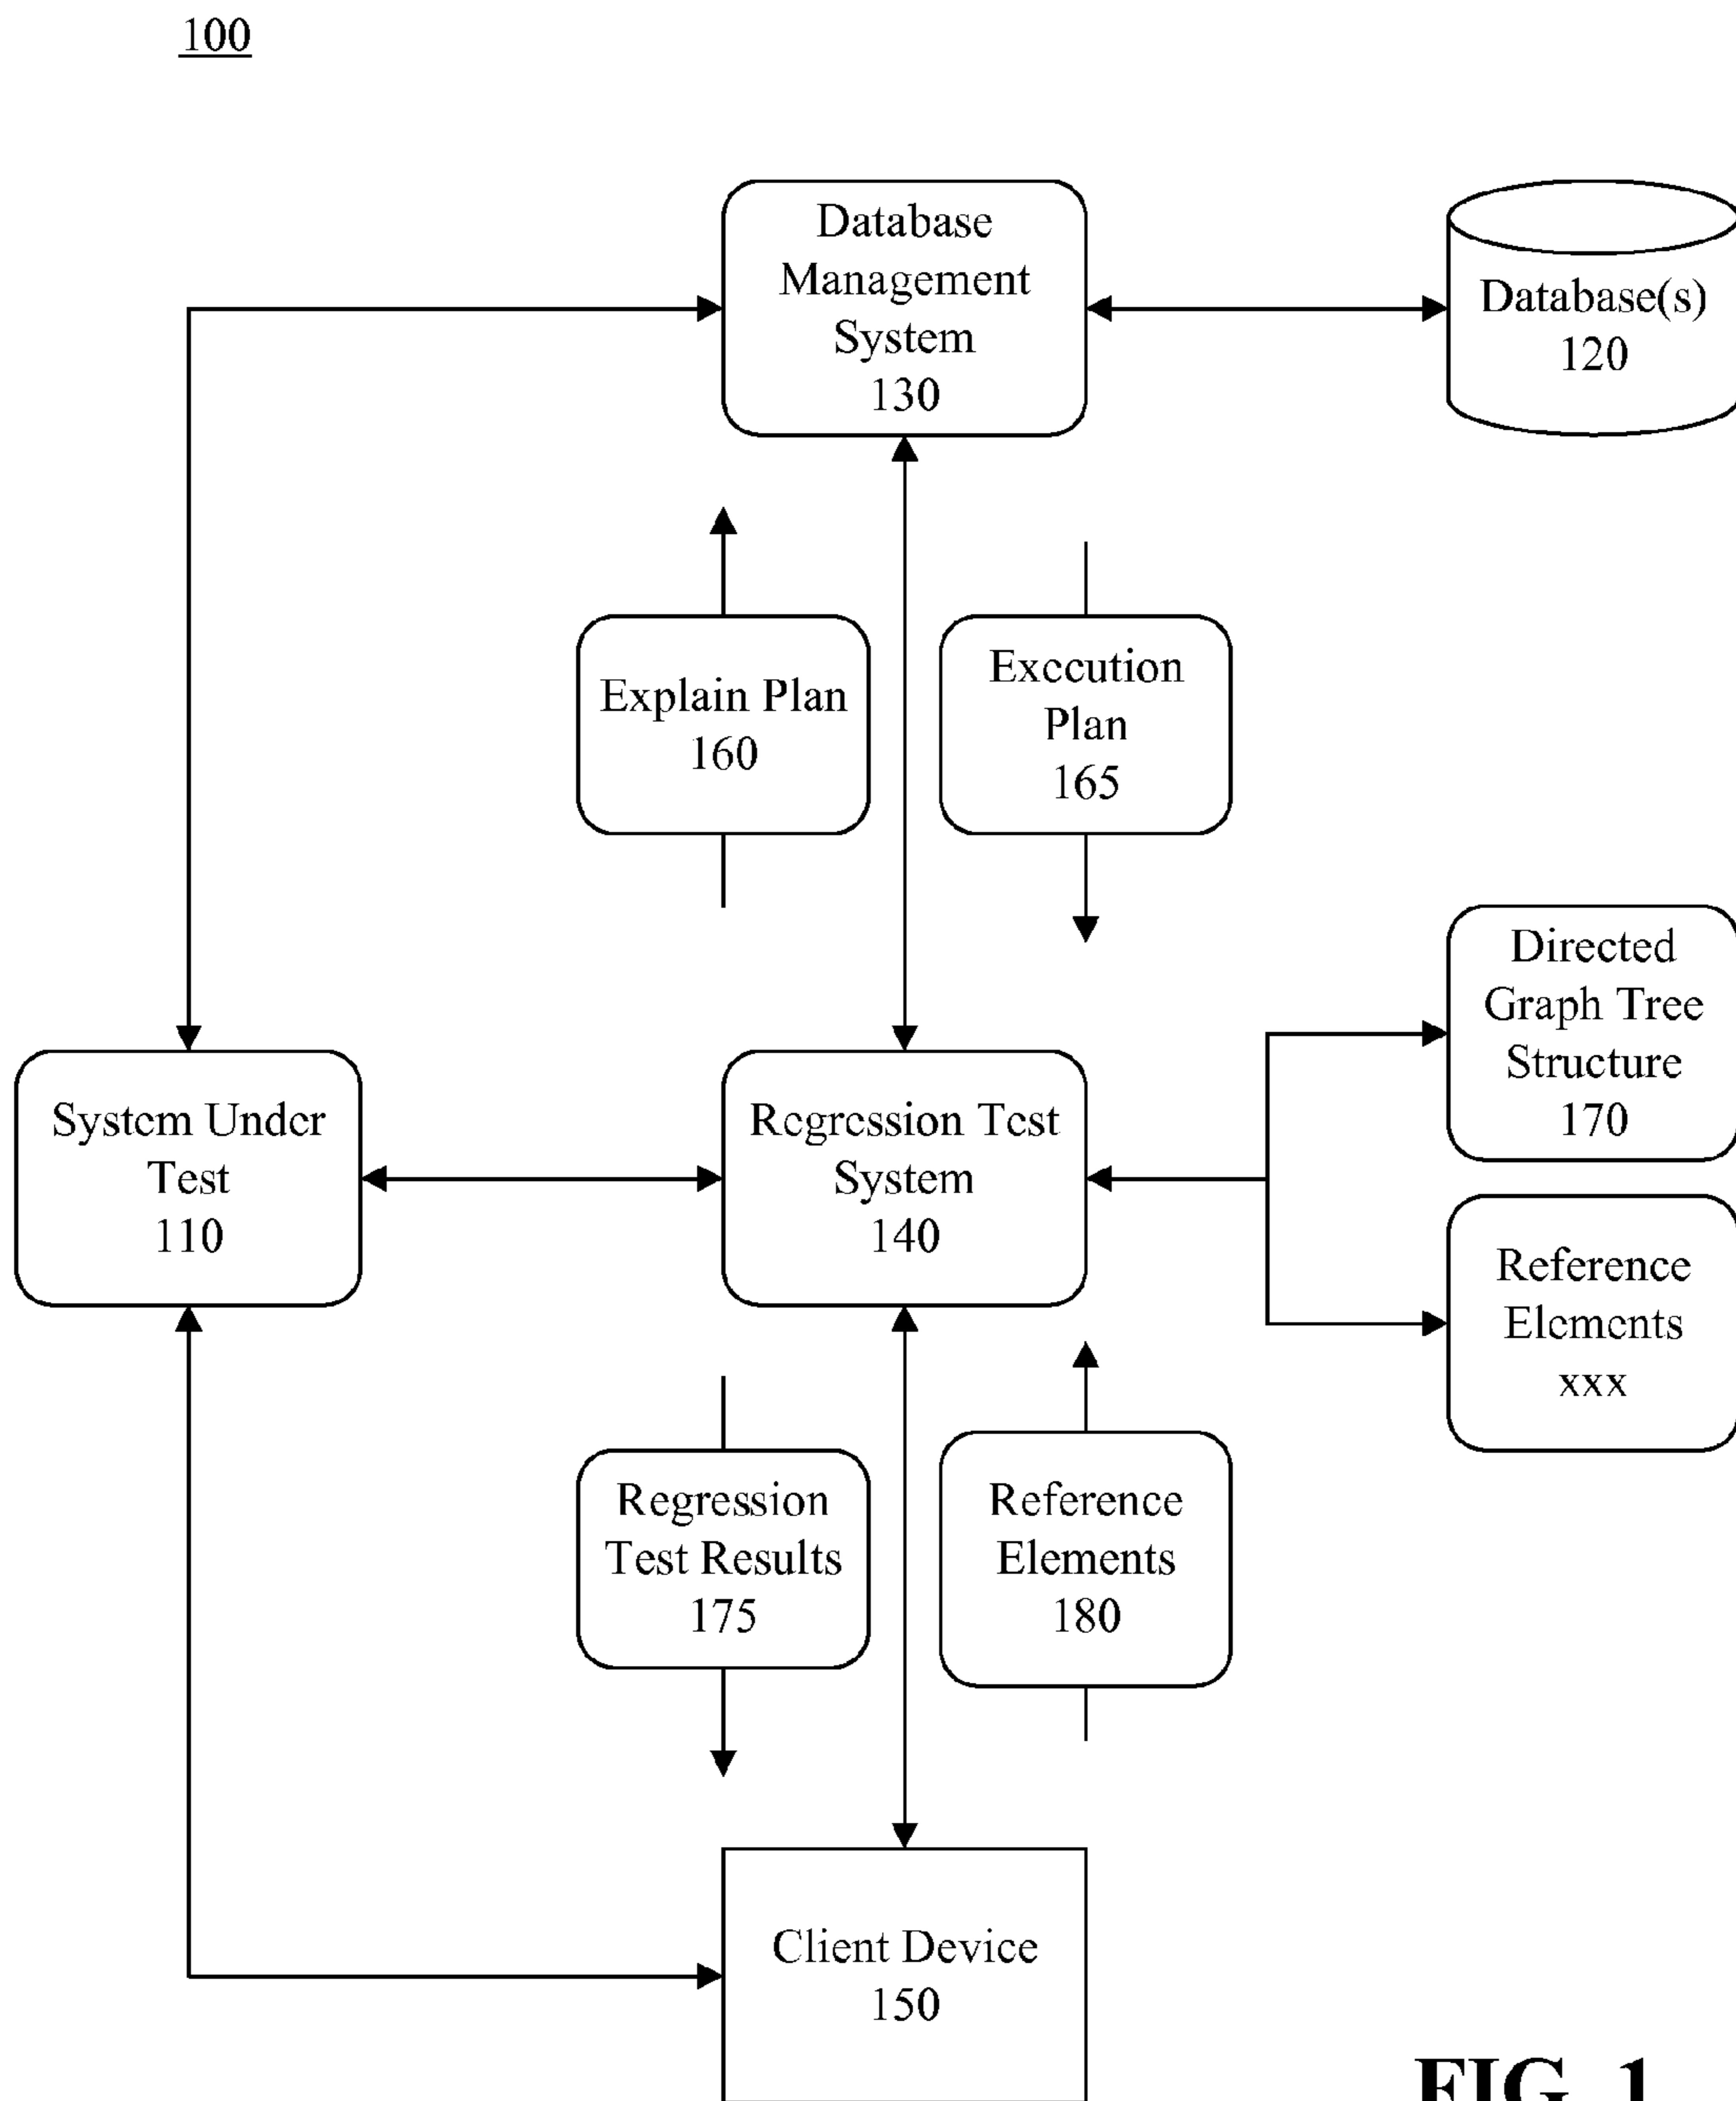 100
Database
Management
System
130
Database(s)
120
Explain Plan
160
Execution
Plan
165
Directed
Graph Tree
Structure
170
System Under
Test
110
Regression Test
System
140
Reference
Elements
xxx
Regression
Test Results
175
Reference
Elements
180
Client Device
150
FIG. 1